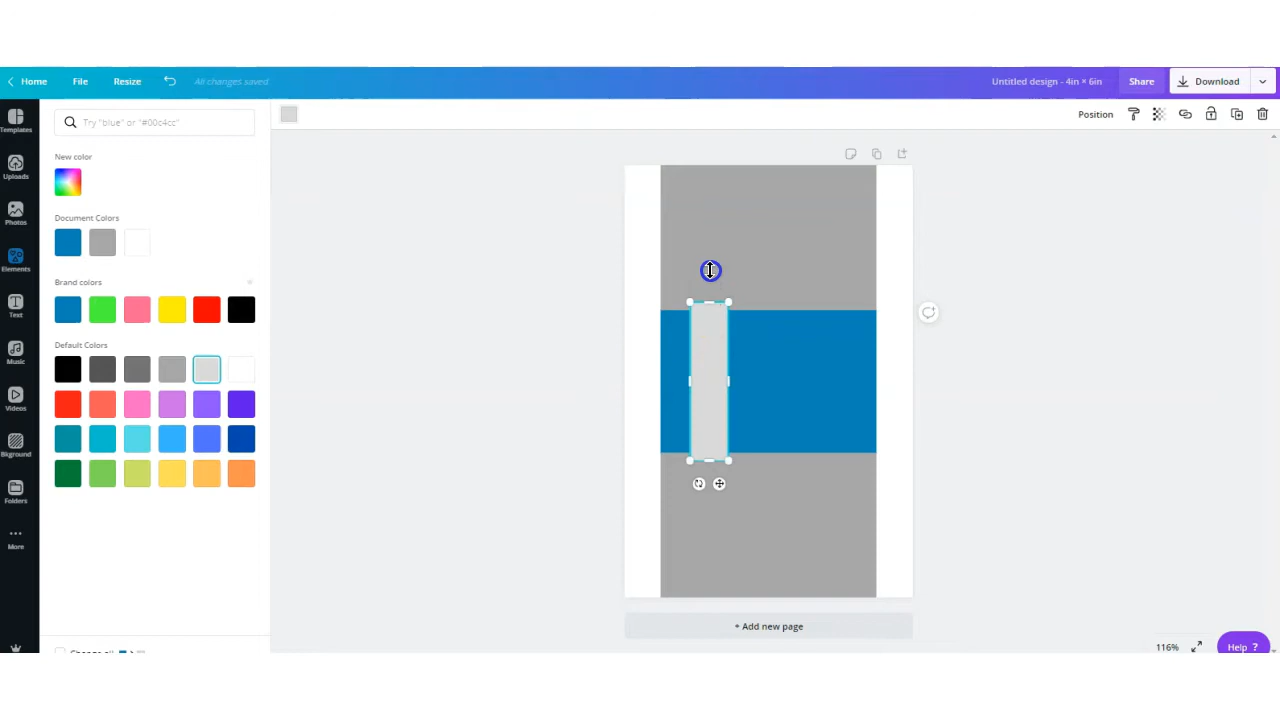 Home File Resize All changes saved Untitled design - 4in × 6in Share Download
Templates
Uploads
Photos
Elements
Text
Music
Videos
Bkground
Folders
More
Try "blue" or "#00c4cc"
New color
Document Colors
Brand colors
Default Colors
Change all
Position
+ Add new page
116%
Help ?